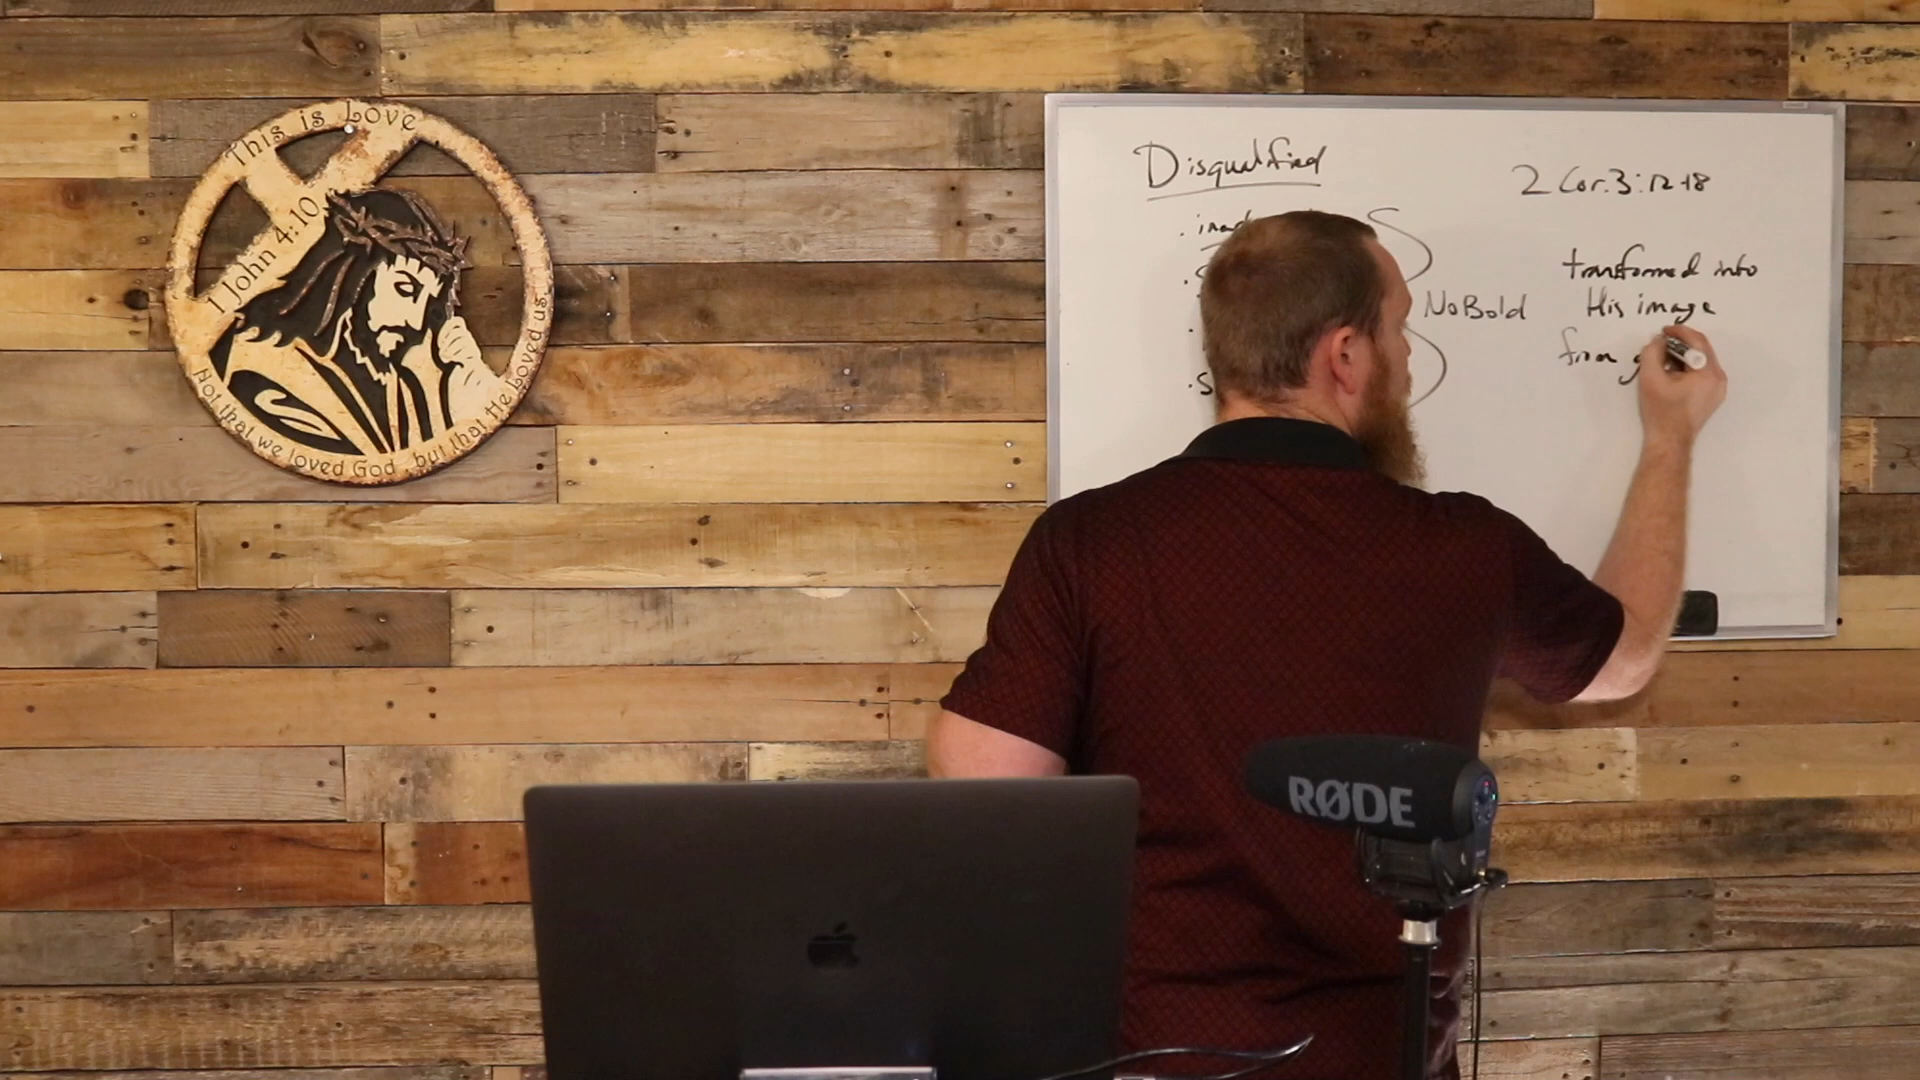 This is Love
1 John 4:10
Not that we loved God, but that He Loved us.
Disqualified
2 Cor. 3:12-18
transformed into
His image
from g
NoBold
RØDE